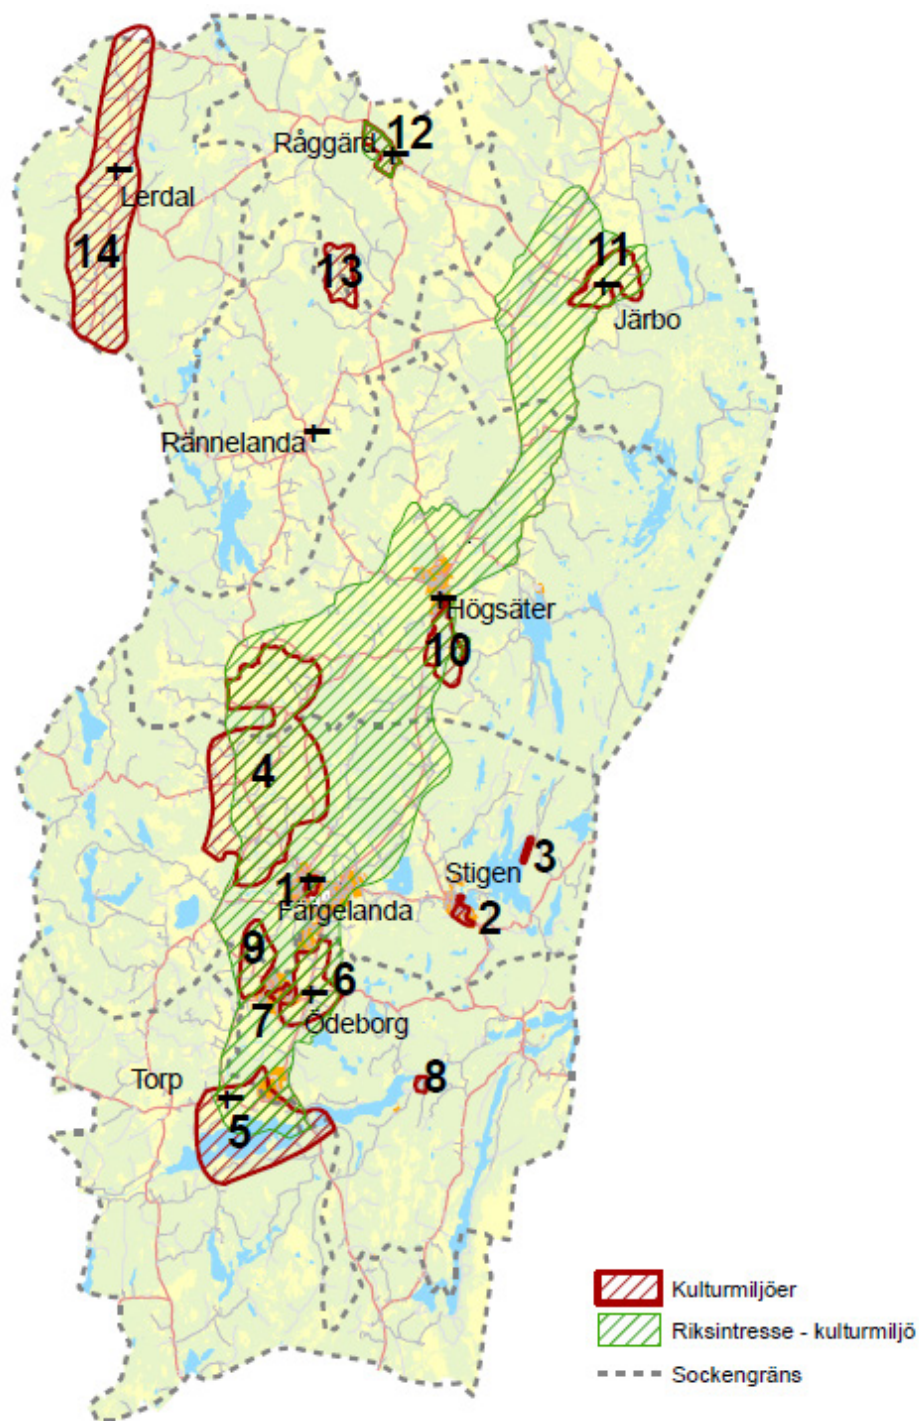 12
Råggärd
Lerdal
14
13
11
Järbo
Rännelanda
Högsäter
10
4
3
Stigen
1
Färgelanda
2
9
6
7
Ödeborg
Torp
8
5
Kulturmiljöer
Riksintresse - kulturmiljö
Sockengräns